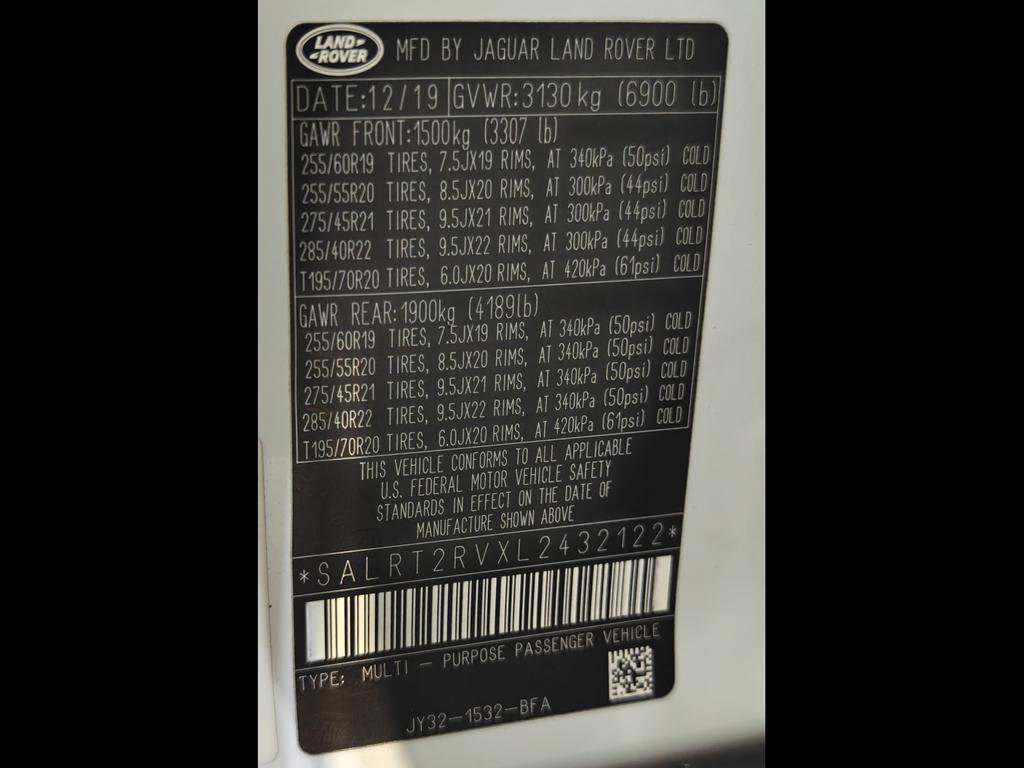 LAND-
-ROVER
MFD BY JAGUAR LAND ROVER LTD
DATE:12/19 GVWR:3130 kg (6900 lb)
GAWR FRONT:1500kg (3307 lb)
255/60R19 TIRES, 7.5JX19 RIMS, AT 340kPa (50psi) COLD
255/55R20 TIRES, 8.5JX20 RIMS, AT 300kPa (44psi) COLD
275/45R21 TIRES, 9.5JX21 RIMS, AT 300kPa (44psi) COLD
285/40R22 TIRES, 9.5JX22 RIMS, AT 300kPa (44psi) COLD
T195/70R20 TIRES, 6.0JX20 RIMS, AT 420kPa (61psi) COLD
GAWR REAR:1900kg (4189lb)
255/60R19 TIRES, 7.5JX19 RIMS, AT 340kPa (50psi) COLD
255/55R20 TIRES, 8.5JX20 RIMS, AT 340kPa (50psi) COLD
275/45R21 TIRES, 9.5JX21 RIMS, AT 340kPa (50psi) COLD
285/40R22 TIRES, 9.5JX22 RIMS, AT 340kPa (50psi) COLD
T195/70R20 TIRES, 6.0JX20 RIMS, AT 420kPa (61psi) COLD
THIS VEHICLE CONFORMS TO ALL APPLICABLE
U.S. FEDERAL MOTOR VEHICLE SAFETY
STANDARDS IN EFFECT ON THE DATE OF
MANUFACTURE SHOWN ABOVE
*SALRT2RVXL2432122*
TYPE: MULTI - PURPOSE PASSENGER VEHICLE
JY32-1532-BFA